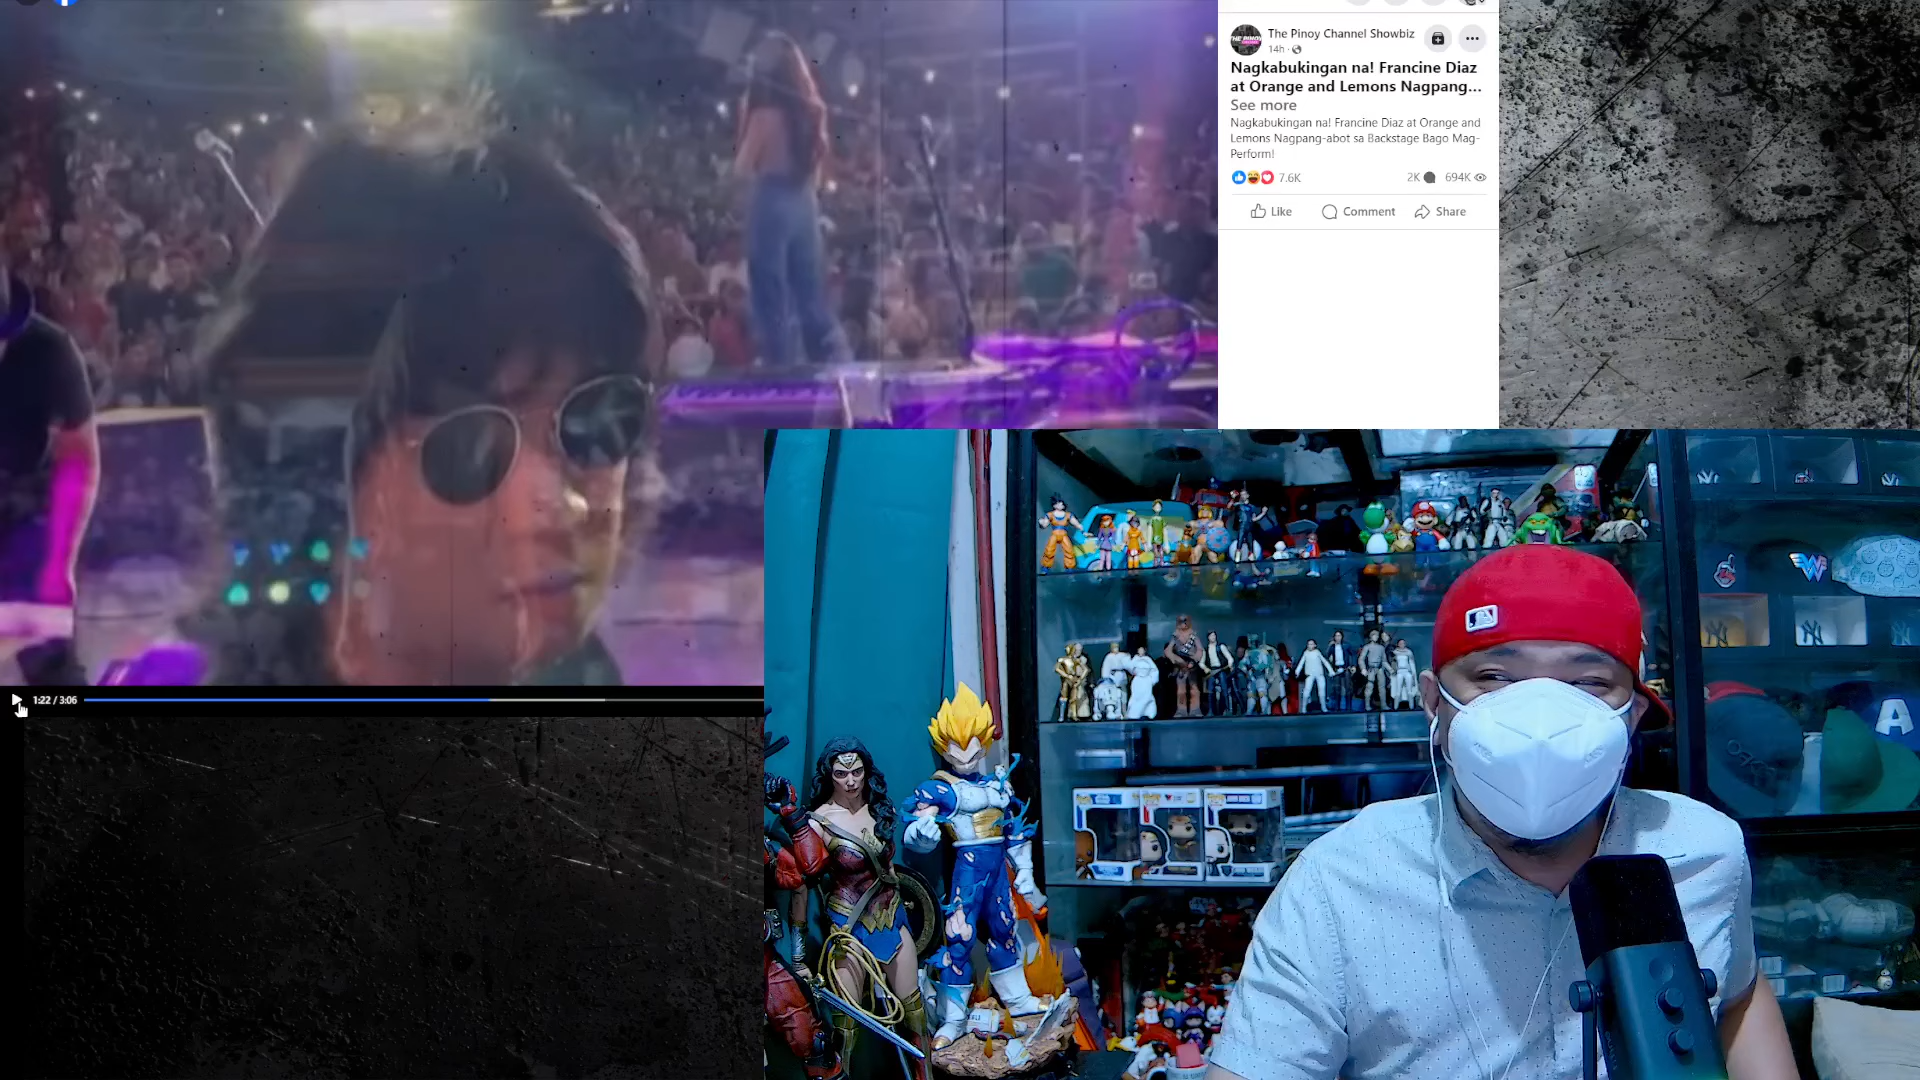 The Pinoy Channel Showbiz
14h ·
Nagkabukingan na! Francine Diaz
at Orange and Lemons Nagpang...
See more
Nagkabukingan na! Francine Diaz at Orange and
Lemons Nagpang-abot sa Backstage Bago Mag-
Perform!
7.6K 2K 694K
Like Comment Share
1:22 / 3:06
A